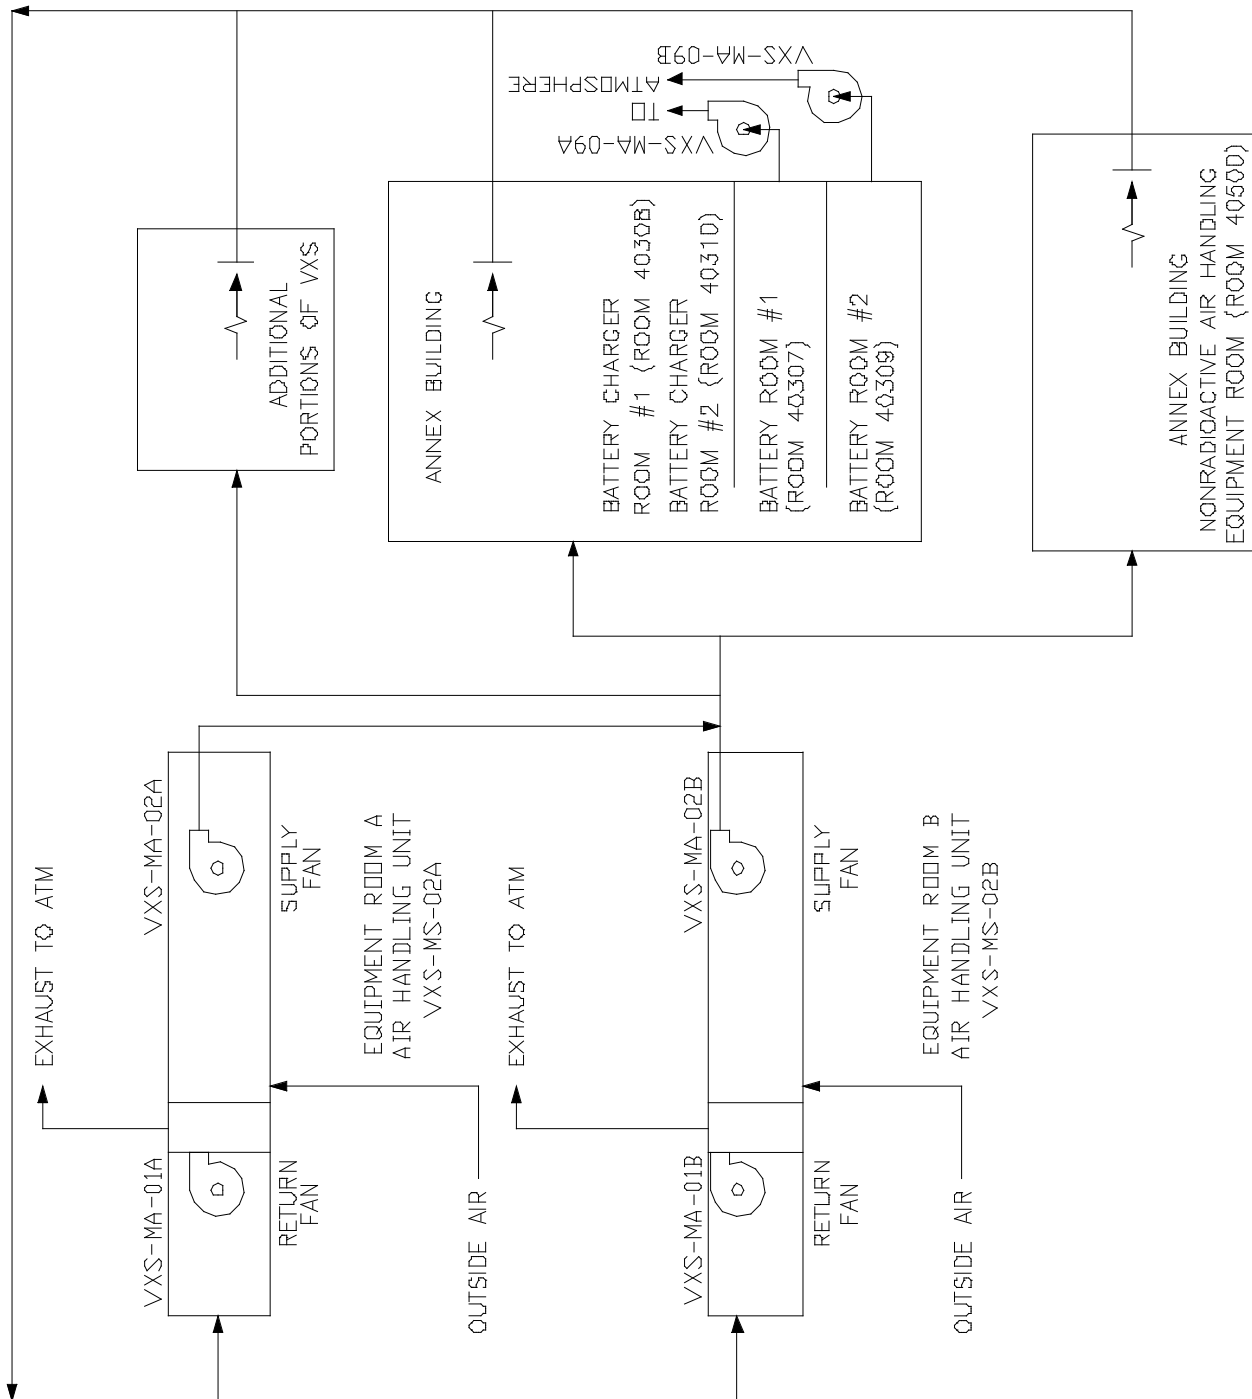 ADDITIONAL
PORTIONS OF VXS
ANNEX BUILDING
BATTERY CHARGER
ROOM #1 (ROOM 40308)
BATTERY CHARGER
ROOM #2 (ROOM 40310)
BATTERY ROOM #1
(ROOM 40307)
BATTERY ROOM #2
(ROOM 40309)
VXS-MA-09B
ATMOSPHERE
TO
VXS-MA-09A
ANNEX BUILDING
NONRADIOACTIVE AIR HANDLING
EQUIPMENT ROOM (ROOM 40500)
EXHAUST TO ATM
VXS-MA-01A
VXS-MA-02A
RETURN
FAN
SUPPLY
FAN
EQUIPMENT ROOM A
AIR HANDLING UNIT
VXS-MS-02A
OUTSIDE AIR
EXHAUST TO ATM
VXS-MA-01B
VXS-MA-02B
RETURN
FAN
SUPPLY
FAN
EQUIPMENT ROOM B
AIR HANDLING UNIT
VXS-MS-02B
OUTSIDE AIR